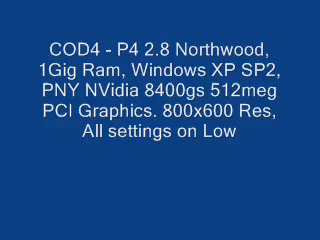 COD4 - P4 2.8 Northwood,
1Gig Ram, Windows XP SP2,
PNY NVidia 8400gs 512meg
PCI Graphics. 800x600 Res,
All settings on Low